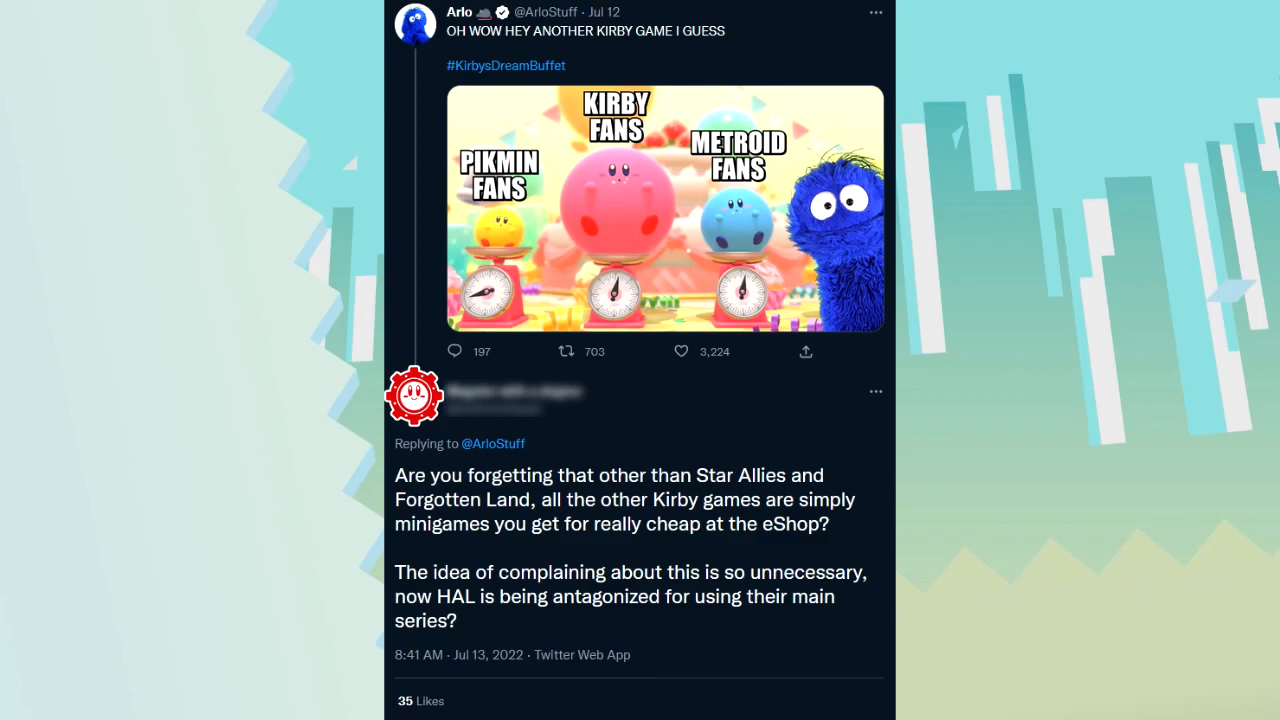 Arlo @ArloStuff · Jul 12
OH WOW HEY ANOTHER KIRBY GAME I GUESS
#KirbysDreamBuffet
KIRBY
FANS
PIKMIN
FANS
METROID
FANS
197 703 3,224
Replying to @ArloStuff
Are you forgetting that other than Star Allies and
Forgotten Land, all the other Kirby games are simply
minigames you get for really cheap at the eShop?
The idea of complaining about this is so unnecessary,
now HAL is being antagonized for using their main
series?
8:41 AM · Jul 13, 2022 · Twitter Web App
35 Likes